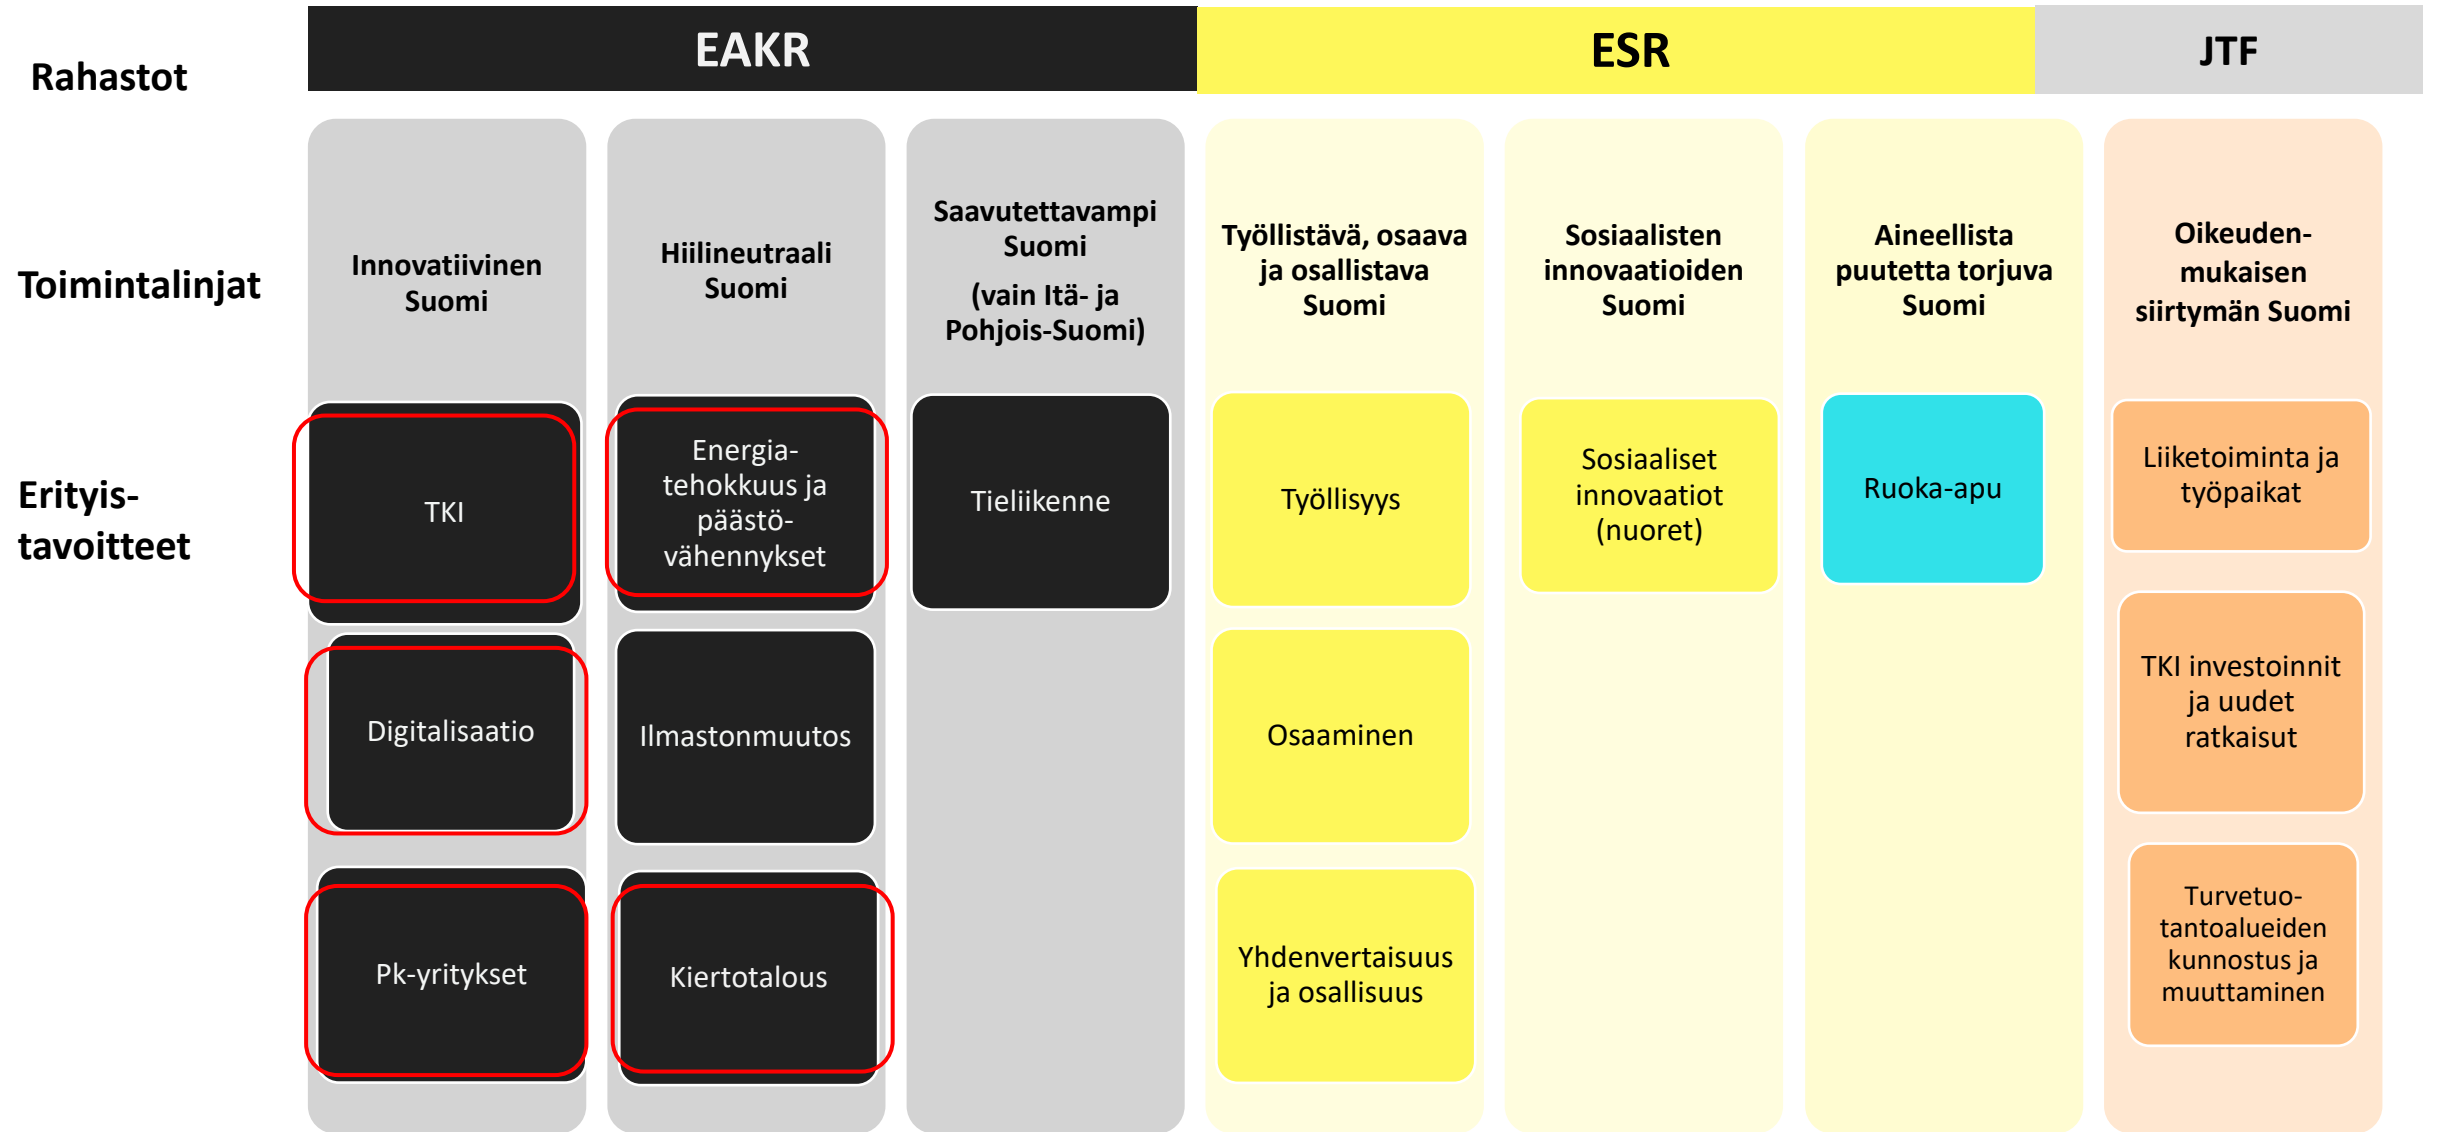 Rahastot
EAKR
ESR
JTF
Toimintalinjat
Innovatiivinen
Suomi
Hiilineutraali
Suomi
Saavutettavampi
Suomi
(vain Itä- ja
Pohjois-Suomi)
Työllistävä, osaava
ja osallistava
Suomi
Sosiaalisten
innovaatioiden
Suomi
Aineellista
puutetta torjuva
Suomi
Oikeuden-
mukaisen
siirtymän Suomi
Erityis-
tavoitteet
TKI
Energia-
tehokkuus ja
päästö-
vähennykset
Tieliikenne
Työllisyys
Sosiaaliset
innovaatiot
(nuoret)
Ruoka-apu
Liiketoiminta ja
työpaikat
Digitalisaatio
Ilmastonmuutos
Osaaminen
TKI investoinnit
ja uudet
ratkaisut
Pk-yritykset
Kiertotalous
Yhdenvertaisuus
ja osallisuus
Turvetuo-
tantoalueiden
kunnostus ja
muuttaminen